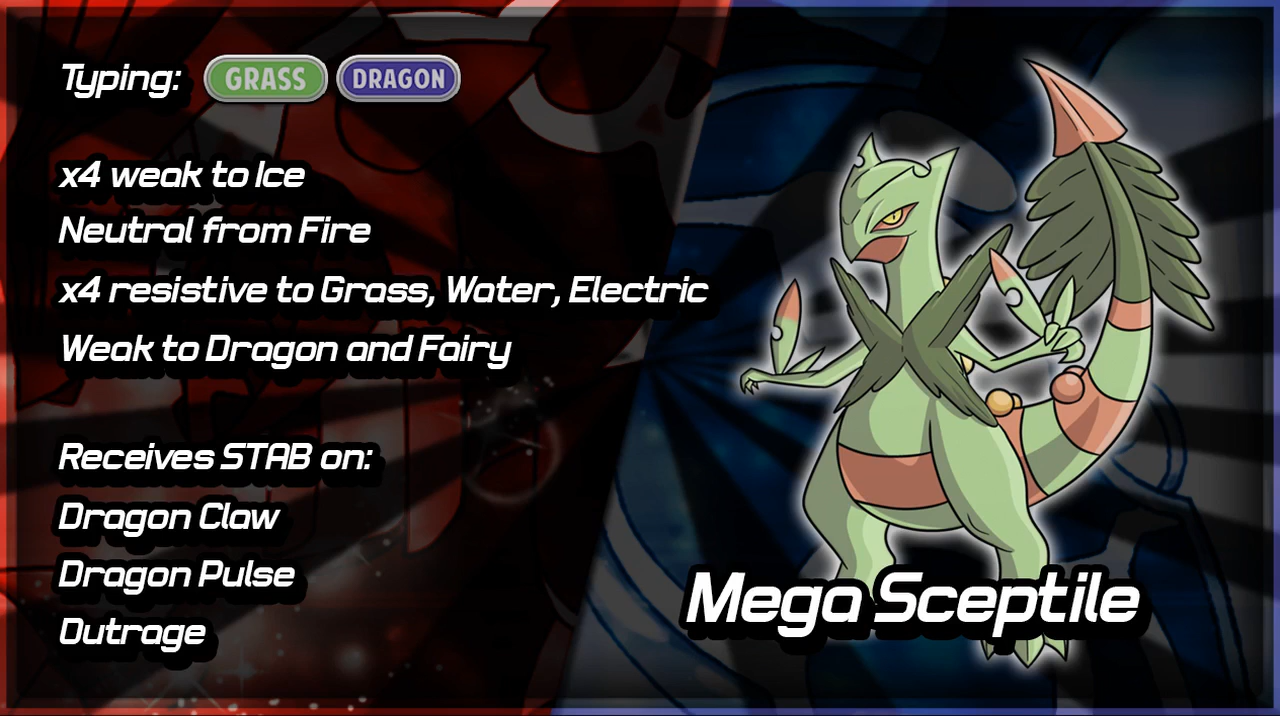 Typing: GRASS DRAGON
x4 weak to Ice
Neutral from Fire
x4 resistive to Grass, Water, Electric
Weak to Dragon and Fairy
Receives STAB on:
Dragon Claw
Dragon Pulse
Outrage
Mega Sceptile